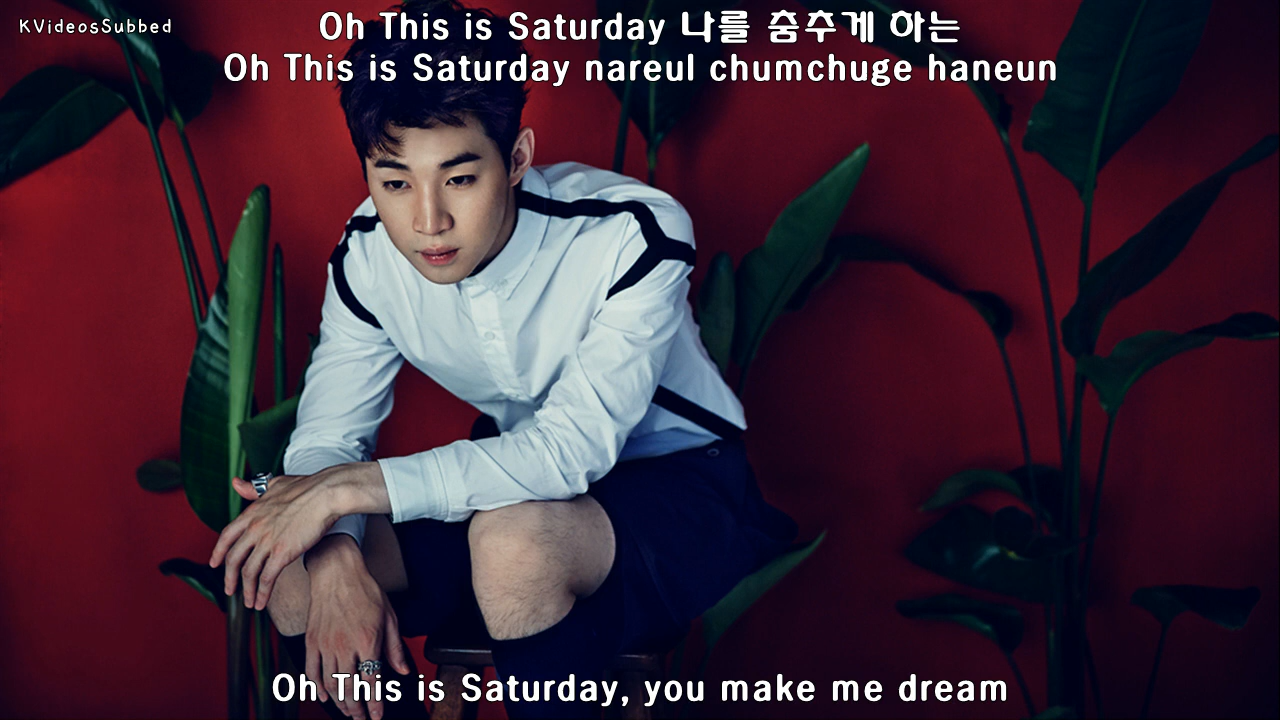 KVideosSubbed
Oh This is Saturday 나를 춤추게 하는
Oh This is Saturday nareul chumchuge haneun
Oh This is Saturday, you make me dream